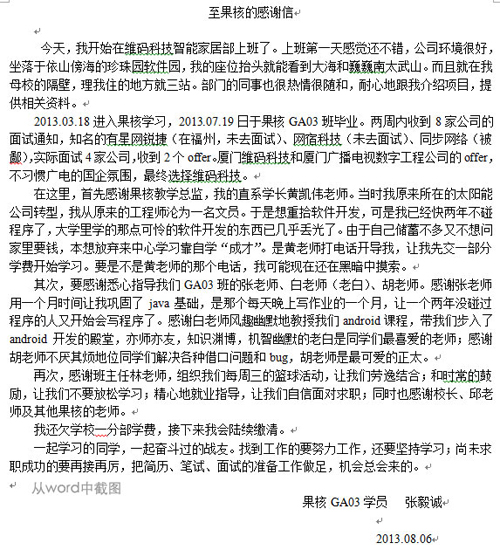 至果核的感谢信
今天，我开始在维码科技智能家居部上班了。上班第一天感觉还不错，公司环境很好，
坐落于依山傍海的珍珠园软件园，我的座位抬头就能看到大海和巍巍南太武山。而且就在我
母校的隔壁，理我住的地方就三站。部门的同事也很热情很随和，耐心地跟我介绍项目，提
供相关资料。
2013.03.18 进入果核学习，2013.07.19 日于果核 GA03 班毕业。两周内收到 8 家公司的
面试通知，知名的有星网锐捷（在福州，未去面试）、网宿科技（未去面试）、同步网络（被
鄙），实际面试 4 家公司，收到 2 个 offer。厦门维码科技和厦门广播电视数字工程公司的 offer，
不习惯广电的国企氛围，最终选择维码科技。
在这里，首先感谢果核教学总监，我的直系学长黄凯伟老师。当时我原来所在的太阳能
公司转型，我从原来的工程师沦为一名文员。于是想重拾软件开发，可是我已经快两年不碰
程序了，大学里学的那点可怜的软件开发的东西已几乎丢光了。由于自己储蓄不多又不想问
家里要钱，本想放弃来中心学习靠自学“成才”。是黄老师打电话开导我，让我先交一部分
学费开始学习。要是不是黄老师的那个电话，我可能现在还在黑暗中摸索。
其次，要感谢悉心指导我们 GA03 班的张老师、白老师（老白）、胡老师。感谢张老师
用一个月时间让我巩固了 java 基础，是那个每天晚上写作业的一个月，让一个两年没碰过
程序的人又开始会写程序了。感谢白老师风趣幽默地教授我们 android 课程，带我们步入了
android 开发的殿堂，亦师亦友，知识渊博，机智幽默的老白是同学们最喜爱的老师；感谢
胡老师不厌其烦地位同学们解决各种借口问题和 bug，胡老师是最可爱的正太。
再次，感谢班主任林老师，组织我们每周三的篮球活动，让我们劳逸结合；和时常的鼓
励，让我们不要放松学习；精心地就业指导，让我们自信面对求职；同时也感谢校长、邱老
师及其他果核的老师。
我还欠学校一分部学费，接下来我会陆续缴清。
一起学习的同学，一起奋斗过的战友。找到工作的要努力工作，还要坚持学习；尚未求
职成功的要再接再厉，把简历、笔试、面试的准备工作做足，机会总会来的。
从word中截图
果核 GA03 学员 张毅诚
2013.08.06